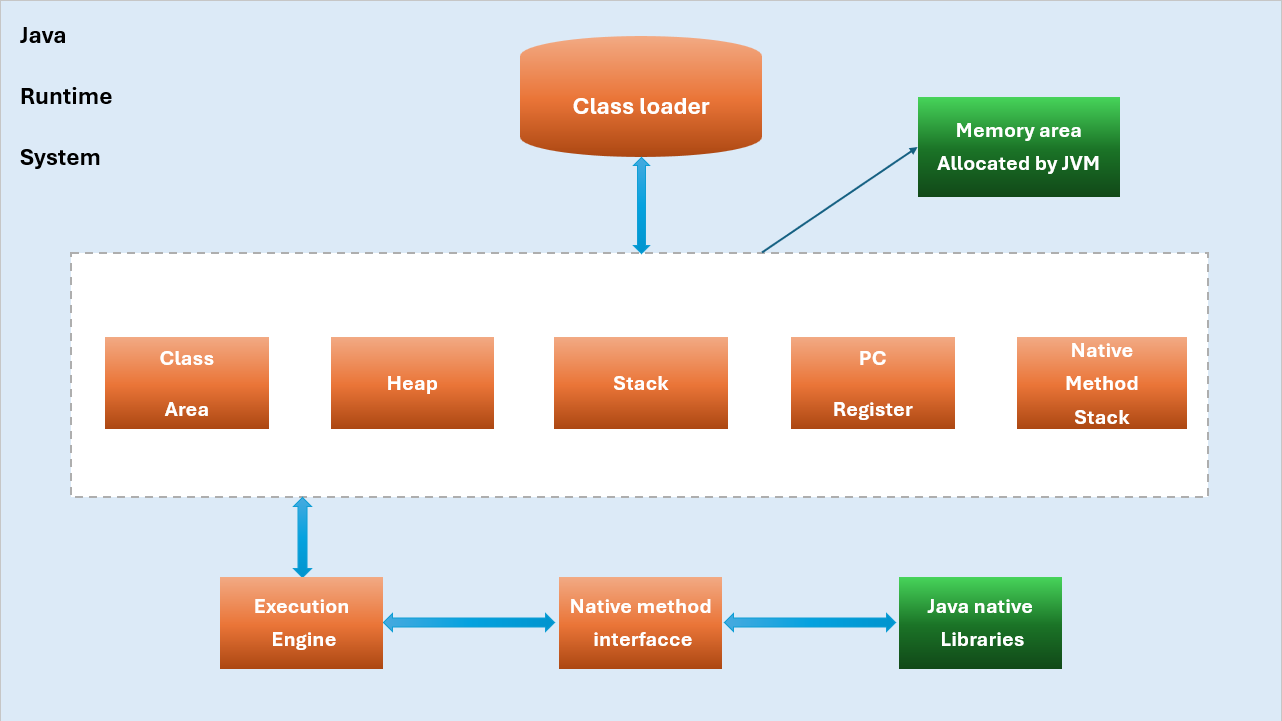 Java
Runtime
System
Class loader
Memory area
Allocated by JVM
Class
Area
Heap
Stack
PC
Register
Native
Method
Stack
Execution
Engine
Native method
interfacce
Java native
Libraries